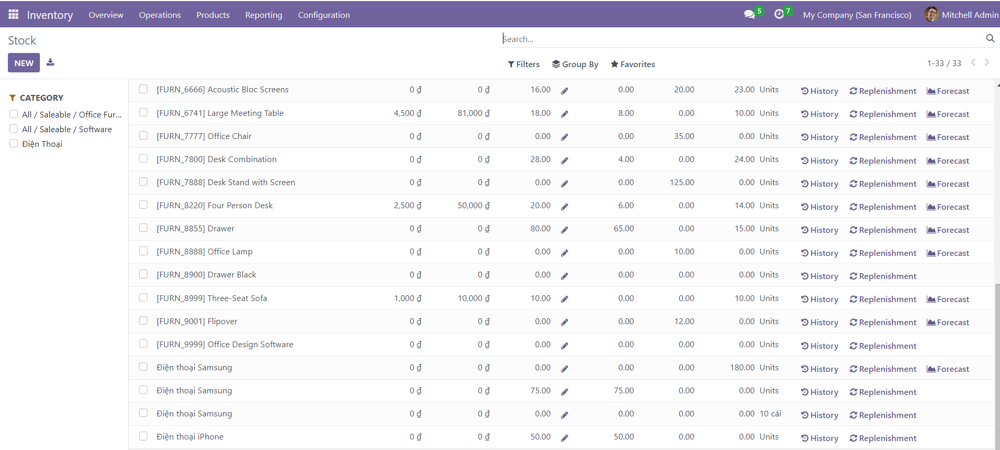 Inventory Overview Operations Products Reporting Configuration 5 7 My Company (San Francisco) Mitchell Admin
Stock
Search...
NEW
Filters Group By Favorites 1-33 / 33
CATEGORY
All / Saleable / Office Fur...
All / Saleable / Software
Điện Thoại
[FURN_6666] Acoustic Bloc Screens 0 ₫ 0 ₫ 16.00 0.00 20.00 23.00 Units History Replenishment Forecast
[FURN_6741] Large Meeting Table 4,500 ₫ 81,000 ₫ 18.00 8.00 0.00 10.00 Units History Replenishment Forecast
[FURN_7777] Office Chair 0 ₫ 0 ₫ 0.00 0.00 35.00 0.00 Units History Replenishment Forecast
[FURN_7800] Desk Combination 0 ₫ 0 ₫ 28.00 4.00 0.00 24.00 Units History Replenishment Forecast
[FURN_7888] Desk Stand with Screen 0 ₫ 0 ₫ 0.00 0.00 125.00 0.00 Units History Replenishment Forecast
[FURN_8220] Four Person Desk 2,500 ₫ 50,000 ₫ 20.00 6.00 0.00 14.00 Units History Replenishment Forecast
[FURN_8855] Drawer 0 ₫ 0 ₫ 80.00 65.00 0.00 15.00 Units History Replenishment Forecast
[FURN_8888] Office Lamp 0 ₫ 0 ₫ 0.00 0.00 10.00 0.00 Units History Replenishment Forecast
[FURN_8900] Drawer Black 0 ₫ 0 ₫ 0.00 0.00 0.00 0.00 Units History Replenishment
[FURN_8999] Three-Seat Sofa 1,000 ₫ 10,000 ₫ 10.00 0.00 0.00 10.00 Units History Replenishment Forecast
[FURN_9001] Flipover 0 ₫ 0 ₫ 0.00 0.00 12.00 0.00 Units History Replenishment Forecast
[FURN_9999] Office Design Software 0 ₫ 0 ₫ 0.00 0.00 0.00 0.00 Units History Replenishment
Điện thoại Samsung 0 ₫ 0 ₫ 0.00 0.00 0.00 180.00 Units History Replenishment Forecast
Điện thoại Samsung 0 ₫ 0 ₫ 75.00 75.00 0.00 0.00 Units History Replenishment
Điện thoại Samsung 0 ₫ 0 ₫ 0.00 0.00 0.00 0.00 10 cái History Replenishment
Điện thoại iPhone 0 ₫ 0 ₫ 50.00 50.00 0.00 0.00 Units History Replenishment